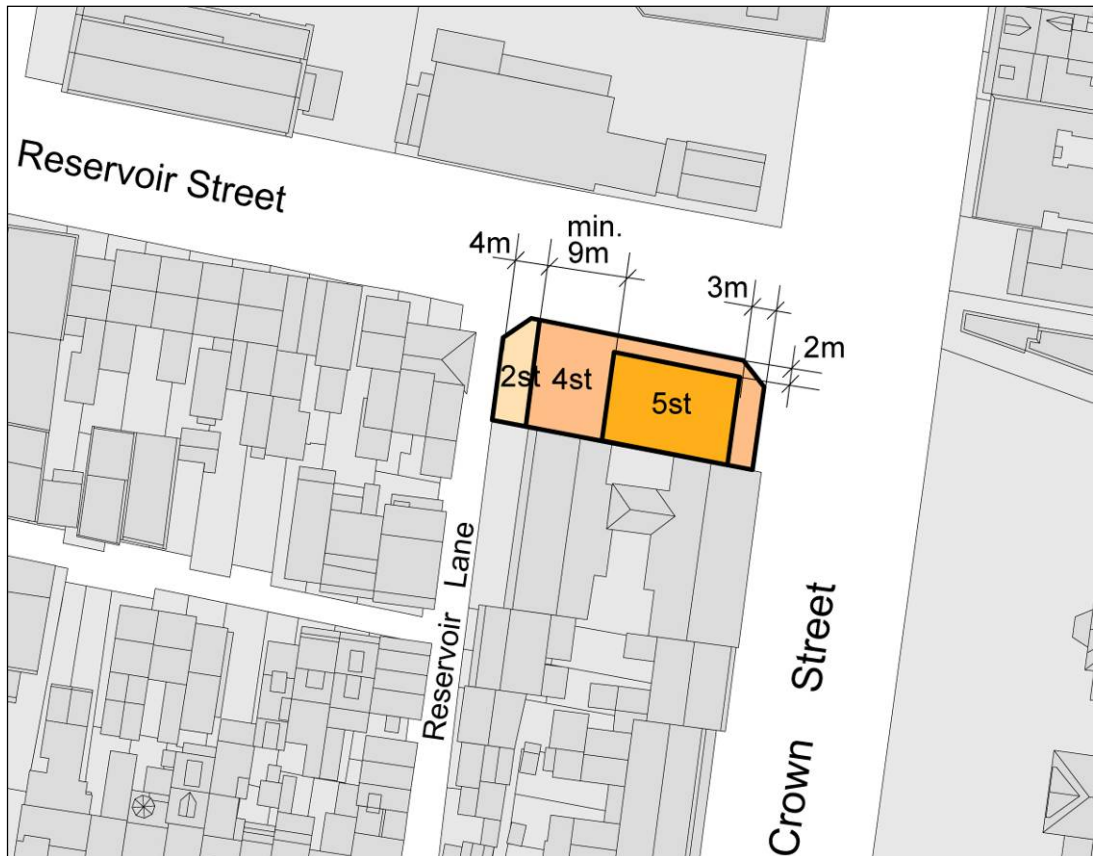 Reservoir Street
min.
4m
9m
3m
2m
2st
4st
5st
Reservoir Lane
Crown Street